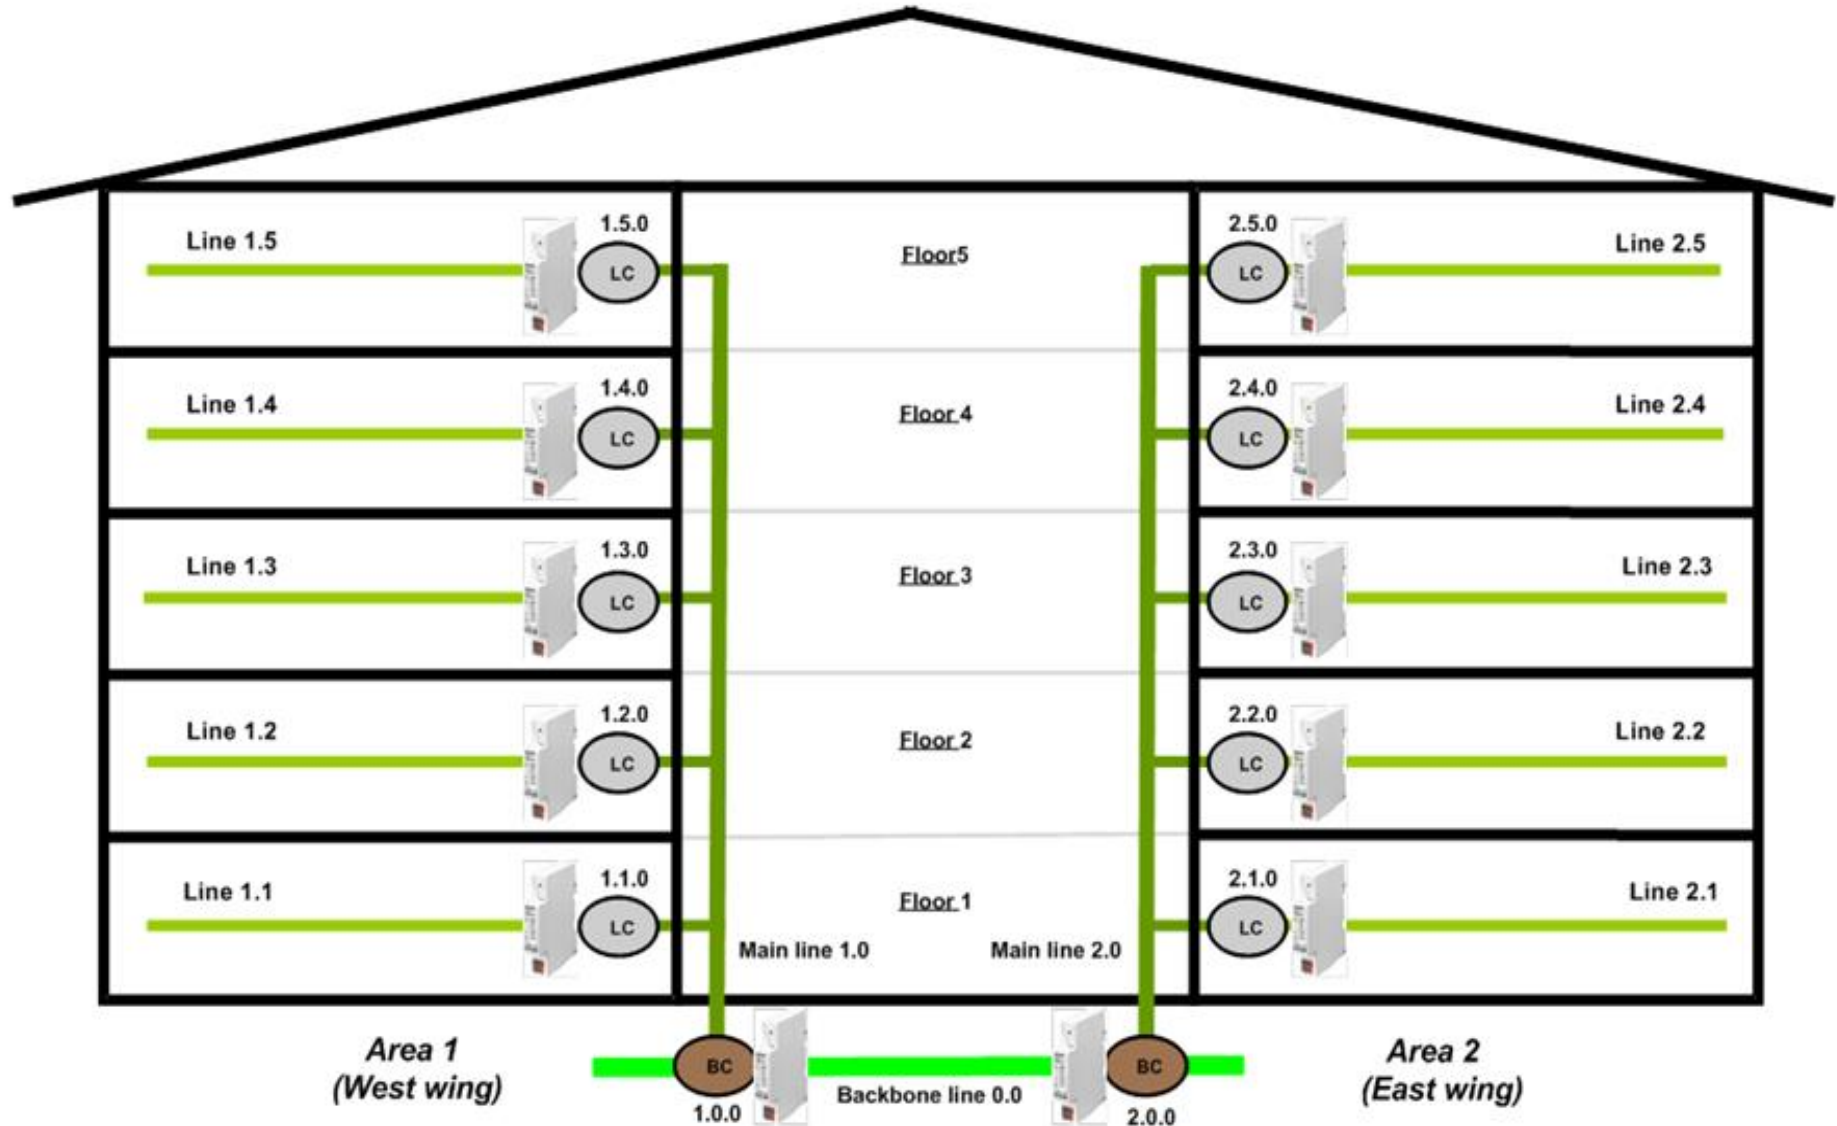 1.5.0
2.5.0
Line 1.5
Floor5
Line 2.5
LC
LC
1.4.0
2.4.0
Line 1.4
Floor 4
Line 2.4
LC
LC
1.3.0
2.3.0
Line 1.3
Floor 3
Line 2.3
LC
LC
1.2.0
2.2.0
Line 1.2
Floor 2
Line 2.2
LC
LC
1.1.0
2.1.0
Line 1.1
Floor 1
Line 2.1
LC
LC
Main line 1.0
Main line 2.0
Area 1
(West wing)
BC
BC
Area 2
(East wing)
Backbone line 0.0
1.0.0
2.0.0